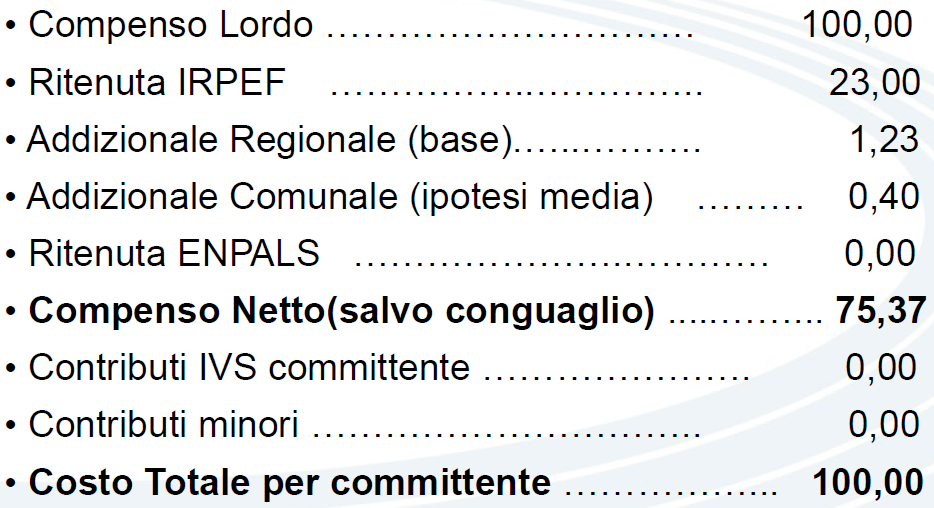 • Compenso Lordo ………………………… 100,00
• Ritenuta IRPEF ……………..………….. 23,00
• Addizionale Regionale (base)…...……… 1,23
• Addizionale Comunale (ipotesi media) ……… 0,40
• Ritenuta ENPALS ………………….………… 0,00
• Compenso Netto(salvo conguaglio) ....……….. 75,37
• Contributi IVS committente …………………. 0,00
• Contributi minori …………………………. 0,00
• Costo Totale per committente ……………... 100,00